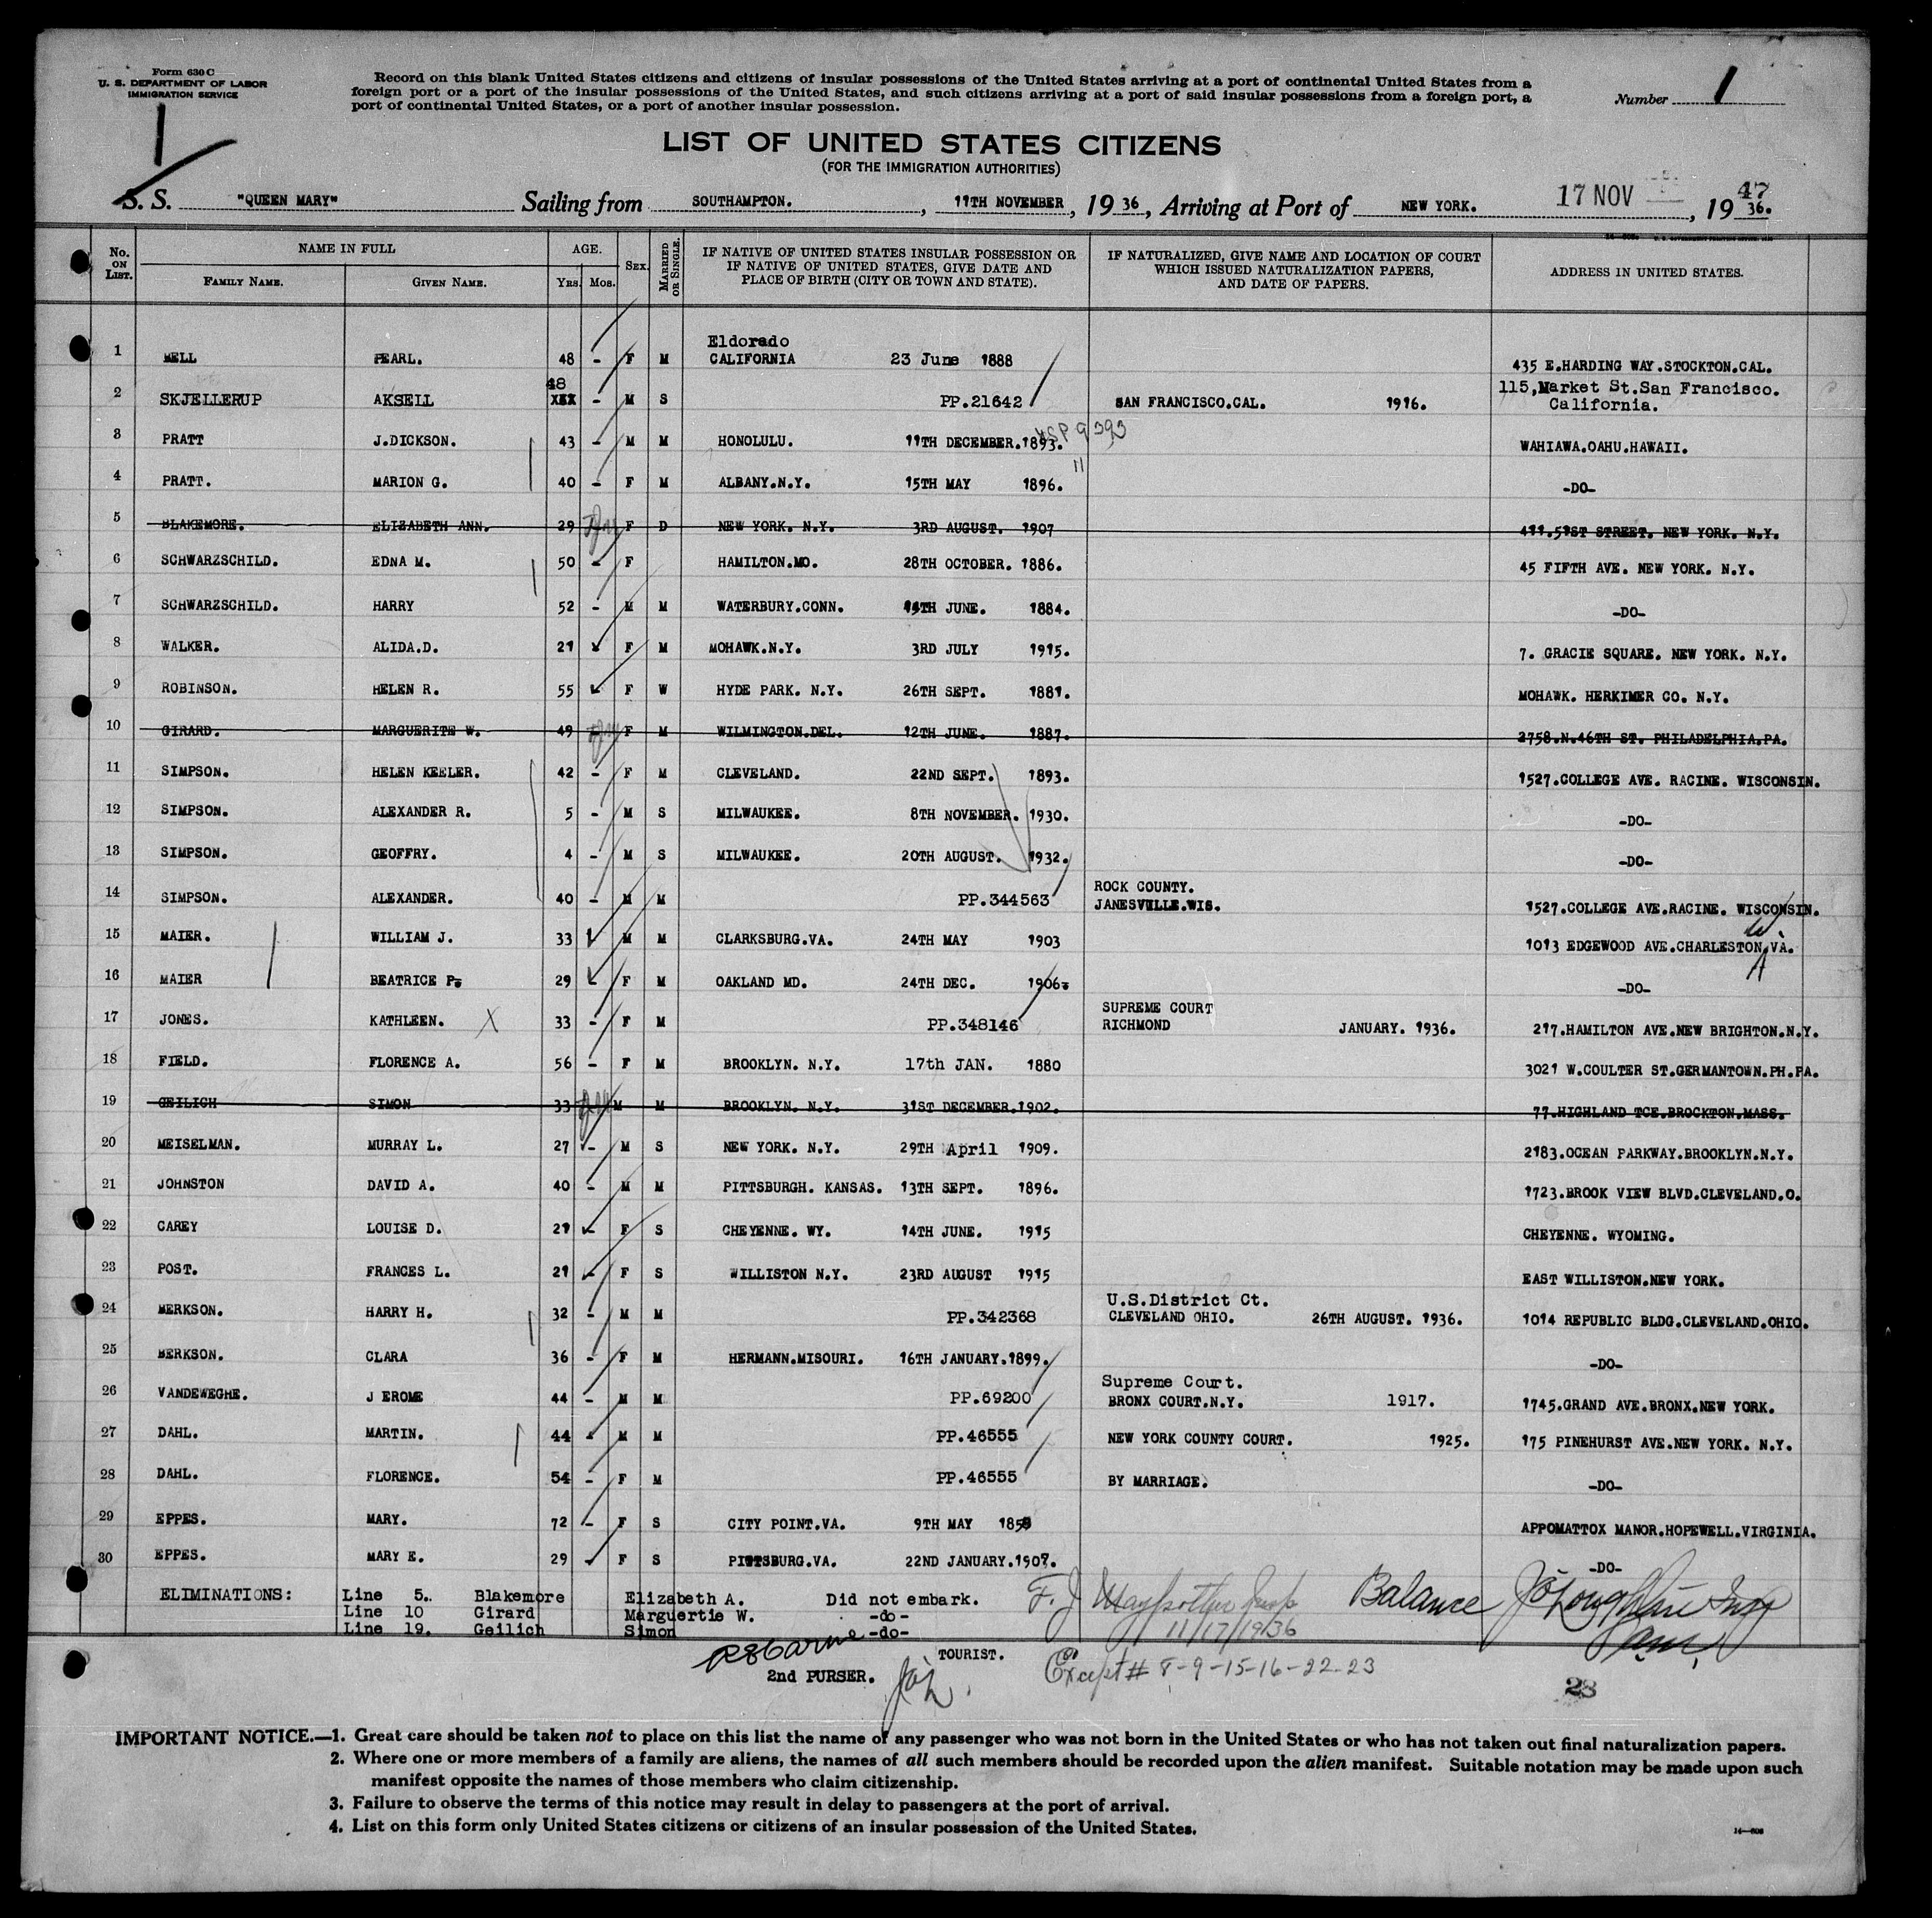 Form 630 C
U. S. DEPARTMENT OF LABOR
IMMIGRATION SERVICE
Record on this blank United States citizens and citizens of insular possessions of the United States arriving at a port of continental United States from a
foreign port or a port of the insular possessions of the United States, and such citizens arriving at a port of said insular possessions from a foreign port, a
port of continental United States, or a port of another insular possession.
Number 1
1
LIST OF UNITED STATES CITIZENS
(FOR THE IMMIGRATION AUTHORITIES)
S. S. "QUEEN MARY" Sailing from SOUTHAMPTON. , 11TH NOVEMBER , 19 36 , Arriving at Port of NEW YORK. 17 NOV , 19 36. 47
No. ON LIST. NAME IN FULL FAMILY NAME. GIVEN NAME. AGE. YRS. MOS. SEX. MARRIED OR SINGLE. IF NATIVE OF UNITED STATES INSULAR POSSESSION OR IF NATIVE OF UNITED STATES, GIVE DATE AND PLACE OF BIRTH (CITY OR TOWN AND STATE). IF NATURALIZED, GIVE NAME AND LOCATION OF COURT WHICH ISSUED NATURALIZATION PAPERS, AND DATE OF PAPERS. ADDRESS IN UNITED STATES.
Eldorado
1 PEARL. 48 - F M CALIFORNIA 23 June 1888 435 E.HARDING WAY.STOCKTON.CAL.
2 SKJELLERUP AKSELL 48 XXX - M S PP.21642 SAN FRANCISCO.CAL. 1916. 115,Market St.San Francisco. California.
3 PRATT J.DICKSON. 43 - M M HONOLULU. 11TH DECEMBER.1893. WAHIAWA.OAHU.HAWAII.
4 PRATT. MARION G. 40 - F M ALBANY.N.Y. 15TH MAY 1896. -DO-
5 BLAKEMORE. ELIZABETH ANN. 29 F D NEW YORK. N.Y. 3RD AUGUST. 1907 411.51ST STREET. NEW YORK. N.Y.
6 SCHWARZSCHILD. EDNA M. 50 - F HAMILTON.MO. 28TH OCTOBER. 1886. 45 FIFTH AVE. NEW YORK. N.Y.
7 SCHWARZSCHILD. HARRY 52 - M M WATERBURY.CONN. 14TH JUNE. 1884. -DO-
8 WALKER. ALIDA.D. 21 F M MOHAWK.N.Y. 3RD JULY 1915. 7. GRACIE SQUARE. NEW YORK. N.Y.
9 ROBINSON. HELEN R. 55 F W HYDE PARK. N.Y. 26TH SEPT. 1881. MOHAWK. HERKIMER CO. N.Y.
10 GIRARD. MARGUERITE W. 49 F M WILMINGTON.DEL. 12TH JUNE. 1887. 2758.N.46TH ST. PHILADELPHIA.PA.
11 SIMPSON. HELEN KEELER. 42 - F M CLEVELAND. 22ND SEPT. 1893. 1527.COLLEGE AVE. RACINE. WISCONSIN.
12 SIMPSON. ALEXANDER R. 5 - M S MILWAUKEE. 8TH NOVEMBER. 1930. -DO-
13 SIMPSON. GEOFFRY. 4 - M S MILWAUKEE. 20TH AUGUST. 1932. -DO-
14 SIMPSON. ALEXANDER. 40 - M M PP.344563 ROCK COUNTY. JANESVILLE.WIS. 1527.COLLEGE AVE.RACINE. WISCONSIN.
15 MAIER. WILLIAM J. 33 M M CLARKSBURG.VA. 24TH MAY 1903 1013 EDGEWOOD AVE.CHARLESTON W. VA.
16 MAIER BEATRICE P. 29 F M OAKLAND MD. 24TH DEC. 1906. -DO-
17 JONES. KATHLEEN. X 33 - F M PP.348146 SUPREME COURT RICHMOND JANUARY. 1936. 217.HAMILTON AVE.NEW BRIGHTON.N.Y.
18 FIELD. FLORENCE A. 56 - F M BROOKLYN. N.Y. 17th JAN. 1880 3021 W.COULTER ST.GERMANTOWN.PH.PA.
19 GEILICH SIMON 33 M M BROOKLYN. N.Y. 31ST DECEMBER.1902. 77.HIGHLAND TCE.BROCKTON.MASS.
20 MEISELMAN. MURRAY L. 27 - M S NEW YORK. N.Y. 29TH April 1909. 2183.OCEAN PARKWAY.BROOKLYN.N.Y.
21 JOHNSTON DAVID A. 40 - M M PITTSBURGH. KANSAS. 13TH SEPT. 1896. 1723.BROOK VIEW BLVD.CLEVELAND.O.
22 CAREY LOUISE D. 21 - F S CHEYENNE. WY. 14TH JUNE. 1915 CHEYENNE. WYOMING.
23 POST. FRANCES L. 21 - F S WILLISTON N.Y. 23RD AUGUST 1915 EAST WILLISTON.NEW YORK.
24 BERKSON. HARRY H. 32 - M M PP.342368 U.S.District Ct. CLEVELAND OHIO. 26TH AUGUST. 1936. 1014 REPUBLIC BLDG.CLEVELAND.OHIO.
25 BERKSON. CLARA 36 - F M HERMANN.MISOURI. 16TH JANUARY.1899. -DO-
26 VANDEWEGHE. J EROME 44 - M M PP.69200 Supreme Court. BRONX COURT.N.Y. 1917. 1745.GRAND AVE.BRONX.NEW YORK.
27 DAHL. MARTIN. 44 M M PP.46555 NEW YORK COUNTY COURT. 1925. 175 PINEHURST AVE.NEW YORK. N.Y.
28 DAHL. FLORENCE. 54 - F M PP.46555 BY MARRIAGE. -DO-
29 EPPES. MARY. 72 - F S CITY POINT.VA. 9TH MAY APPOMATTOX MANOR.HOPEWELL.VIRGINIA.
30 EPPES. MARY E. 29 F S PITTSBURG.VA. 22ND JANUARY.1907. -DO-
ELIMINATIONS: Line 5. Blakemore Elizabeth A. Did not embark.
Line 10 Girard Marguertie W. -do-
Line 19. Geilich Simon -do-
Balance
11/17/1936
TOURIST.
2nd PURSER.
Except # 8-9-15-16-22-23
IMPORTANT NOTICE.—1. Great care should be taken not to place on this list the name of any passenger who was not born in the United States or who has not taken out final naturalization papers.
2. Where one or more members of a family are aliens, the names of all such members should be recorded upon the alien manifest. Suitable notation may be made upon such
manifest opposite the names of those members who claim citizenship.
3. Failure to observe the terms of this notice may result in delay to passengers at the port of arrival.
4. List on this form only United States citizens or citizens of an insular possession of the United States.